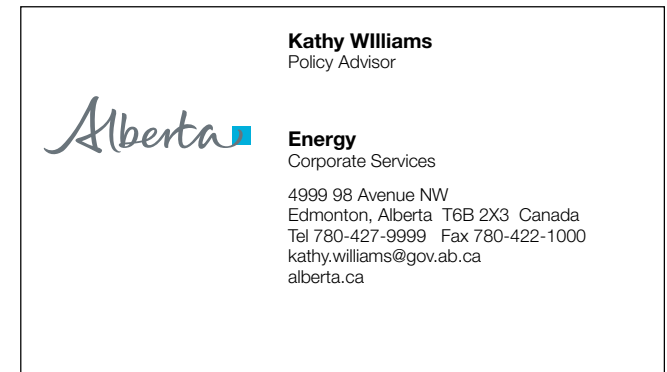 Kathy WIlliams
Policy Advisor
Alberta
Energy
Corporate Services
4999 98 Avenue NW
Edmonton, Alberta T6B 2X3 Canada
Tel 780-427-9999 Fax 780-422-1000
kathy.williams@gov.ab.ca
alberta.ca